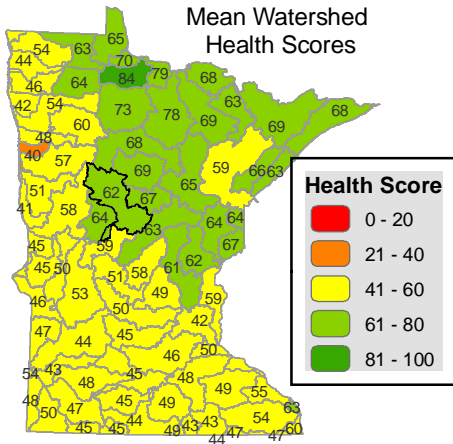 Mean Watershed
Health Scores
65
54 63
44 70
84 79 68
46 64
42 54 63
73 78 68
60 69 69
48
40 57 68
59
69 66 63
51 62 67 65
41 58 64 64 64
63
59 67
45
45 50 51 58 61 62
53 49 59
46
50 42
47 45
44 46 50
54 43
48 45 48 49
55
48 50 47 45 49 63
45 45 44 43 43 54
49 44 47 47 60
Health Score
0 - 20
21 - 40
41 - 60
61 - 80
81 - 100